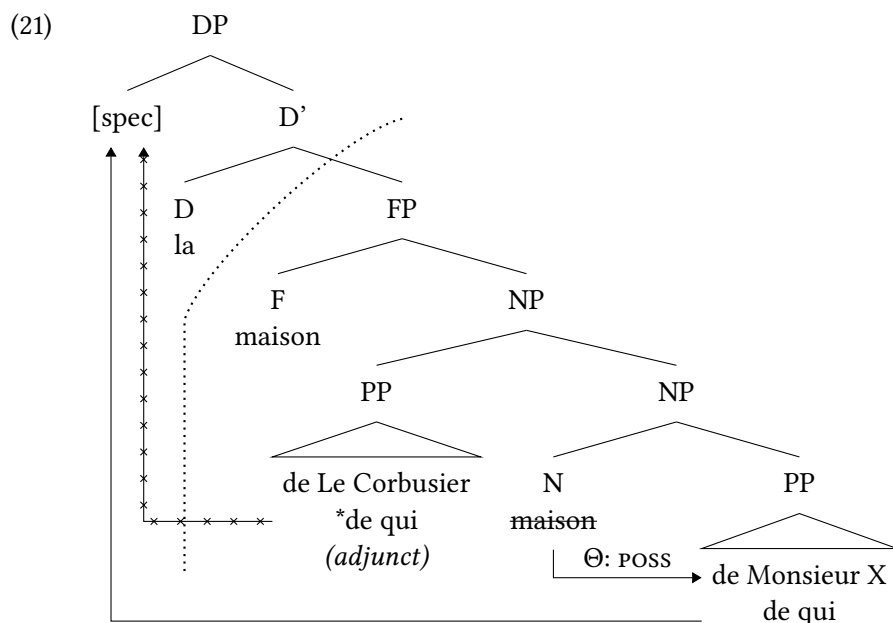 (21) DP
[spec] D’
D FP
la
F NP
maison
PP NP
de Le Corbusier N PP
*de qui maison
(adjunct)
Θ: POSS de Monsieur X
de qui